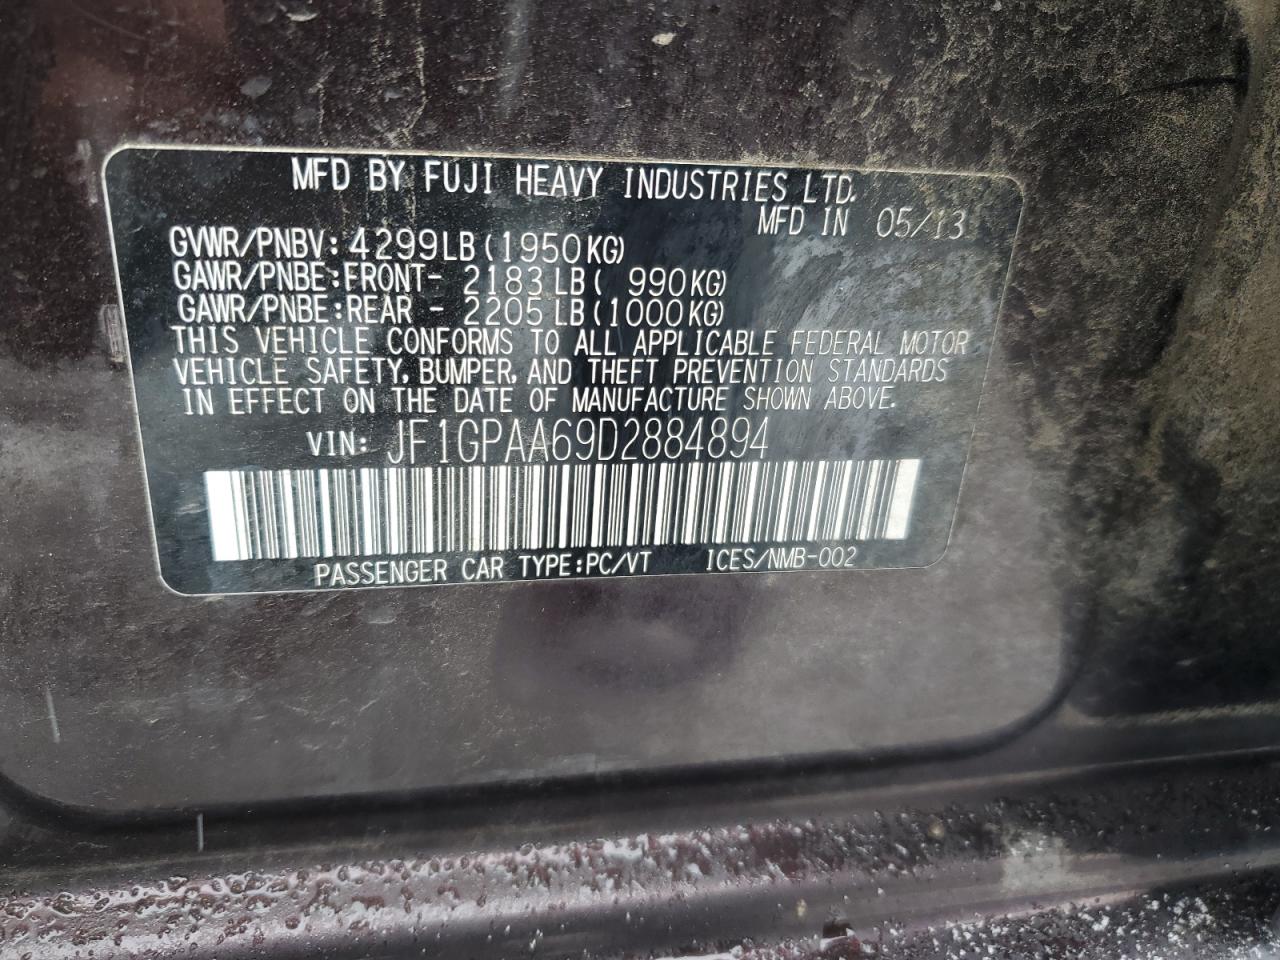 MFD BY FUJI HEAVY INDUSTRIES LTD.
MFD IN 05/13
GVWR/PNBV: 4299LB (1950KG)
GAWR/PNBE: FRONT- 2183LB ( 990KG)
GAWR/PNBE: REAR - 2205LB (1000KG)
THIS VEHICLE CONFORMS TO ALL APPLICABLE FEDERAL MOTOR
VEHICLE SAFETY, BUMPER, AND THEFT PREVENTION STANDARDS
IN EFFECT ON THE DATE OF MANUFACTURE SHOWN ABOVE.
VIN: JF1GPAA69D2884894
PASSENGER CAR TYPE:PC/VT ICES/NMB-002